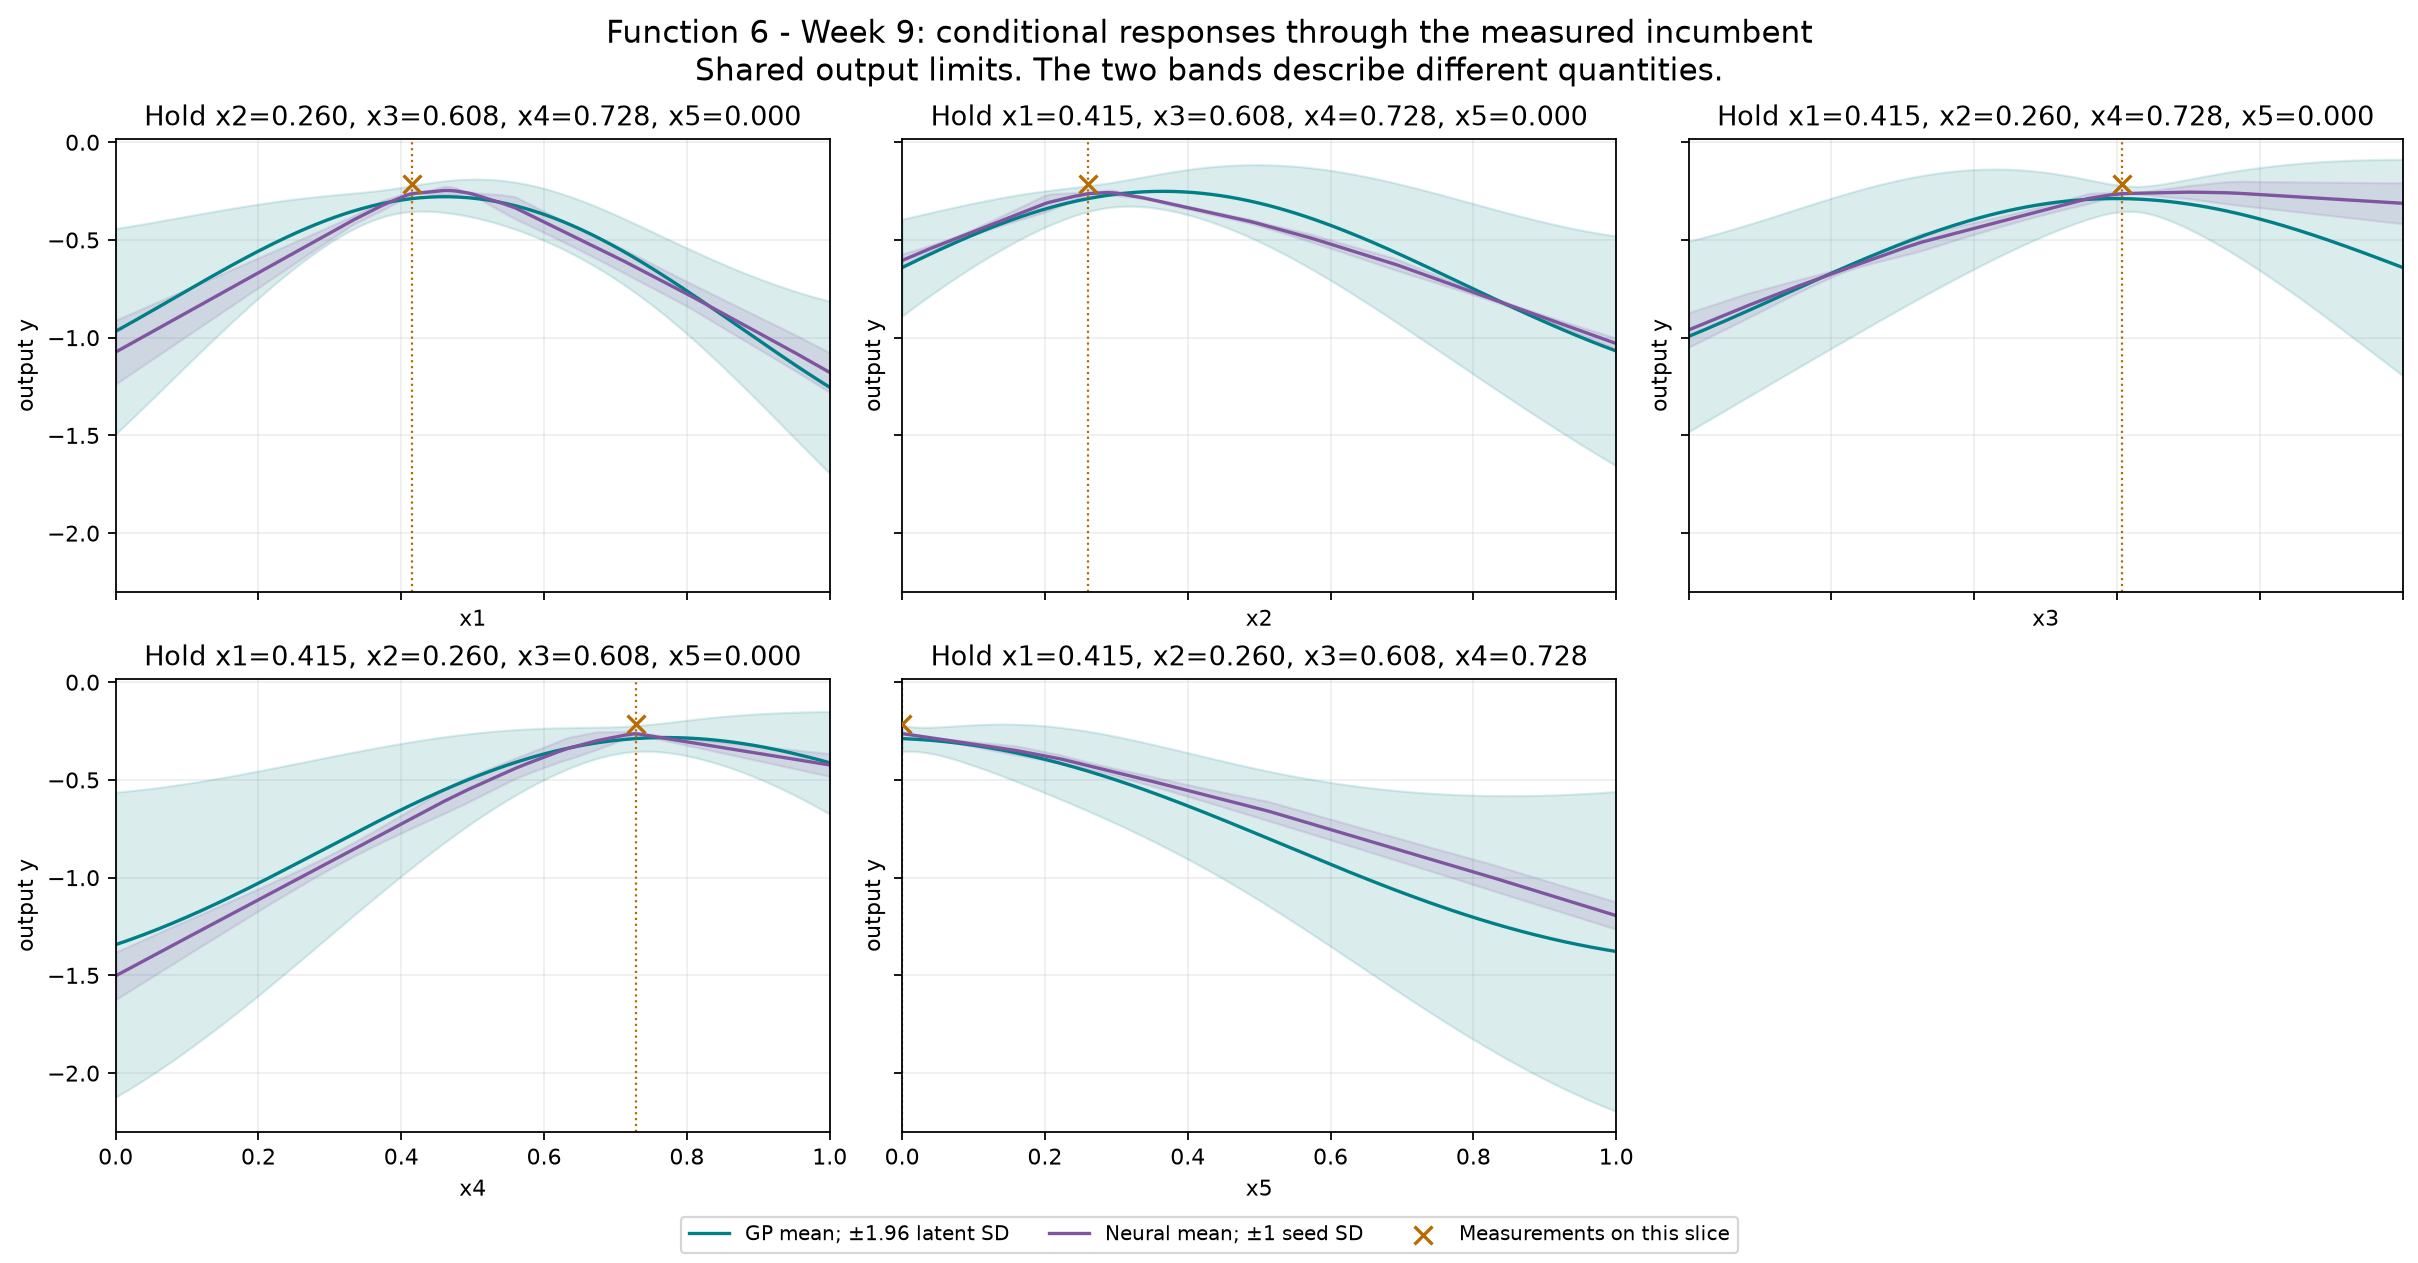 Function 6 - Week 9: conditional responses through the measured incumbent
Shared output limits. The two bands describe different quantities.
Hold x2=0.260, x3=0.608, x4=0.728, x5=0.000
Hold x1=0.415, x3=0.608, x4=0.728, x5=0.000
Hold x1=0.415, x2=0.260, x4=0.728, x5=0.000
0.0
−0.5
−1.0
−1.5
−2.0
output y
output y
output y
x1
x2
x3
Hold x1=0.415, x2=0.260, x3=0.608, x5=0.000
Hold x1=0.415, x2=0.260, x3=0.608, x4=0.728
0.0
−0.5
−1.0
−1.5
−2.0
output y
output y
0.0 0.2 0.4 0.6 0.8 1.0
0.0 0.2 0.4 0.6 0.8 1.0
x4
x5
GP mean; ±1.96 latent SD
Neural mean; ±1 seed SD
Measurements on this slice